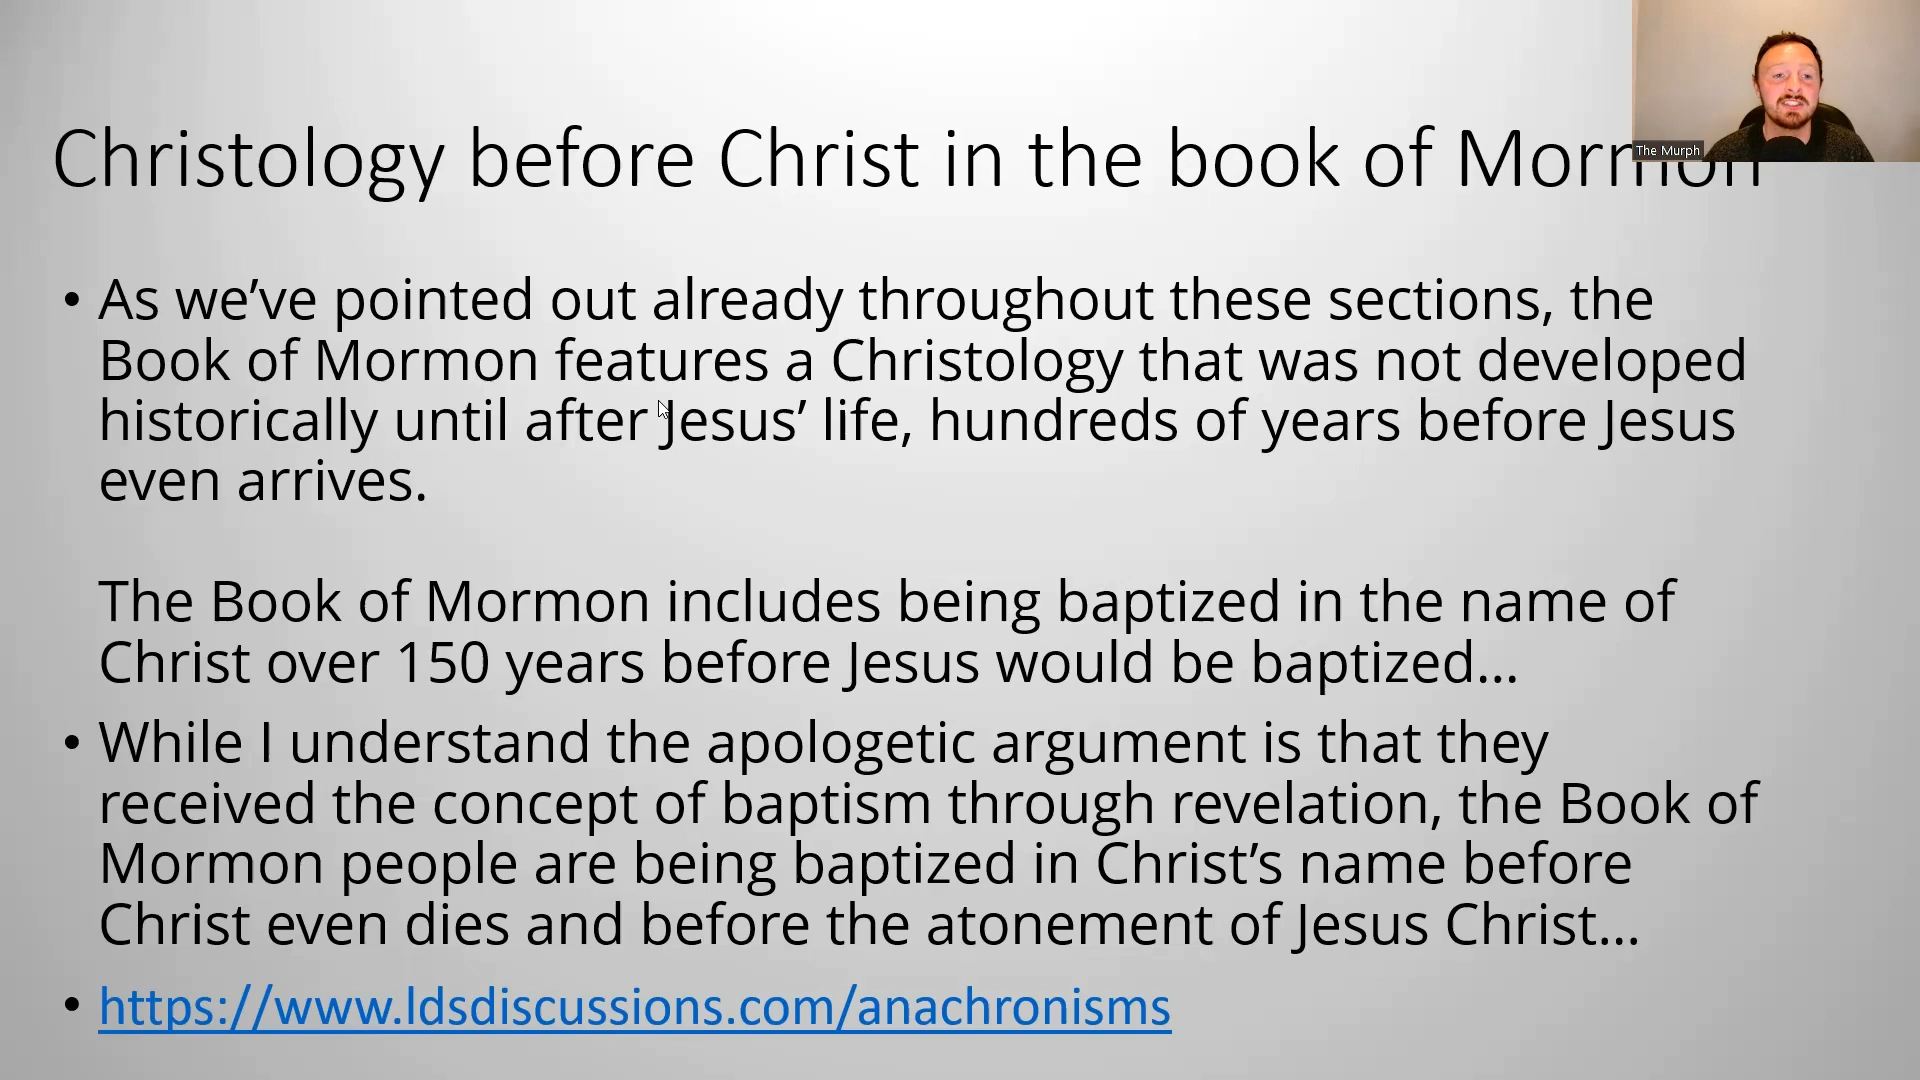 The Murph
Christology before Christ in the book of Mormon
• As we’ve pointed out already throughout these sections, the
Book of Mormon features a Christology that was not developed
historically until after Jesus’ life, hundreds of years before Jesus
even arrives.
The Book of Mormon includes being baptized in the name of
Christ over 150 years before Jesus would be baptized…
• While I understand the apologetic argument is that they
received the concept of baptism through revelation, the Book of
Mormon people are being baptized in Christ’s name before
Christ even dies and before the atonement of Jesus Christ…
• https://www.ldsdiscussions.com/anachronisms